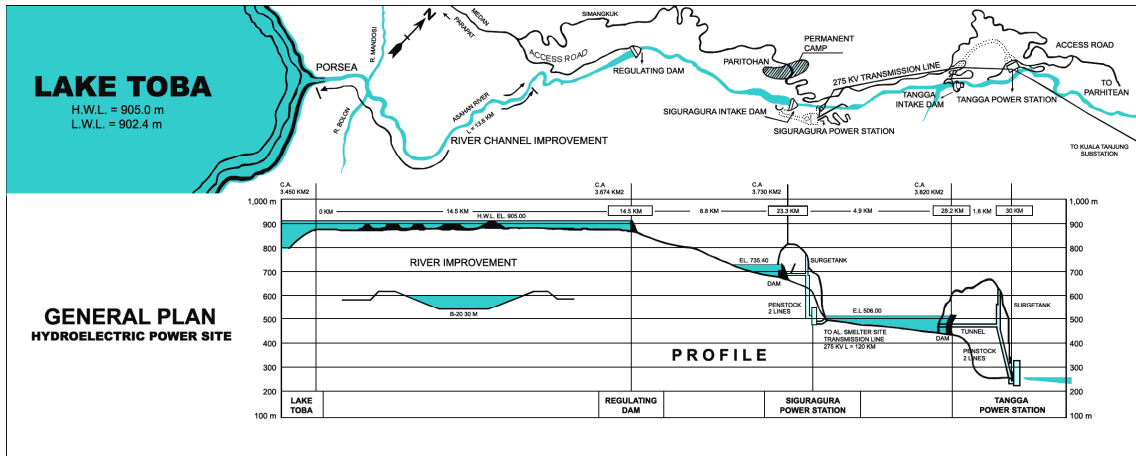 LAKE TOBA
H.W.L. = 905.0 m
L.W.L. = 902.4 m
PORSEA
R. MANDOSI
R. BOLON
N
MEDAN
PARAPAT
SIMANGKUK
ACCESS ROAD
ASAHAN RIVER
L = 13.6 KM
RIVER CHANNEL IMPROVEMENT
REGULATING DAM
PERMANENT
CAMP
PARITOHAN
SIGURAGURA INTAKE DAM
SIGURAGURA POWER STATION
275 KV TRANSMISSION LINE
TANGGA
INTAKE DAM
TANGGA POWER STATION
ACCESS ROAD
TO
PARHITEAN
TO KUALA TANJUNG
SUBSTATION
GENERAL PLAN
HYDROELECTRIC POWER SITE
C.A.
3.450 KM2
C.A
3.674 KM2
C.A
3.730 KM2
C.A.
3.820 KM2
1,000 m
900
800
700
600
500
400
300
200
100 m
0 KM
14.5 KM
14.5 KM
8.8 KM
23.3 KM
4.9 KM
28.2 KM
1.8 KM
30 KM
H.W.L. EL. 905.00
RIVER IMPROVEMENT
B-20 30 M
EL. 735.40
DAM
SURGETANK
PENSTOCK
2 LINES
E.L 506.00
TO AL. SMELTER SITE
TRANSMISSION LINE
275 KV L = 120 KM
DAM
TUNNEL
PENSTOCK
2 LINES
SURGETANK
PROFILE
1,000 m
900
800
700
600
500
400
300
200
100 m
LAKE
TOBA
REGULATING
DAM
SIGURAGURA
POWER STATION
TANGGA
POWER STATION